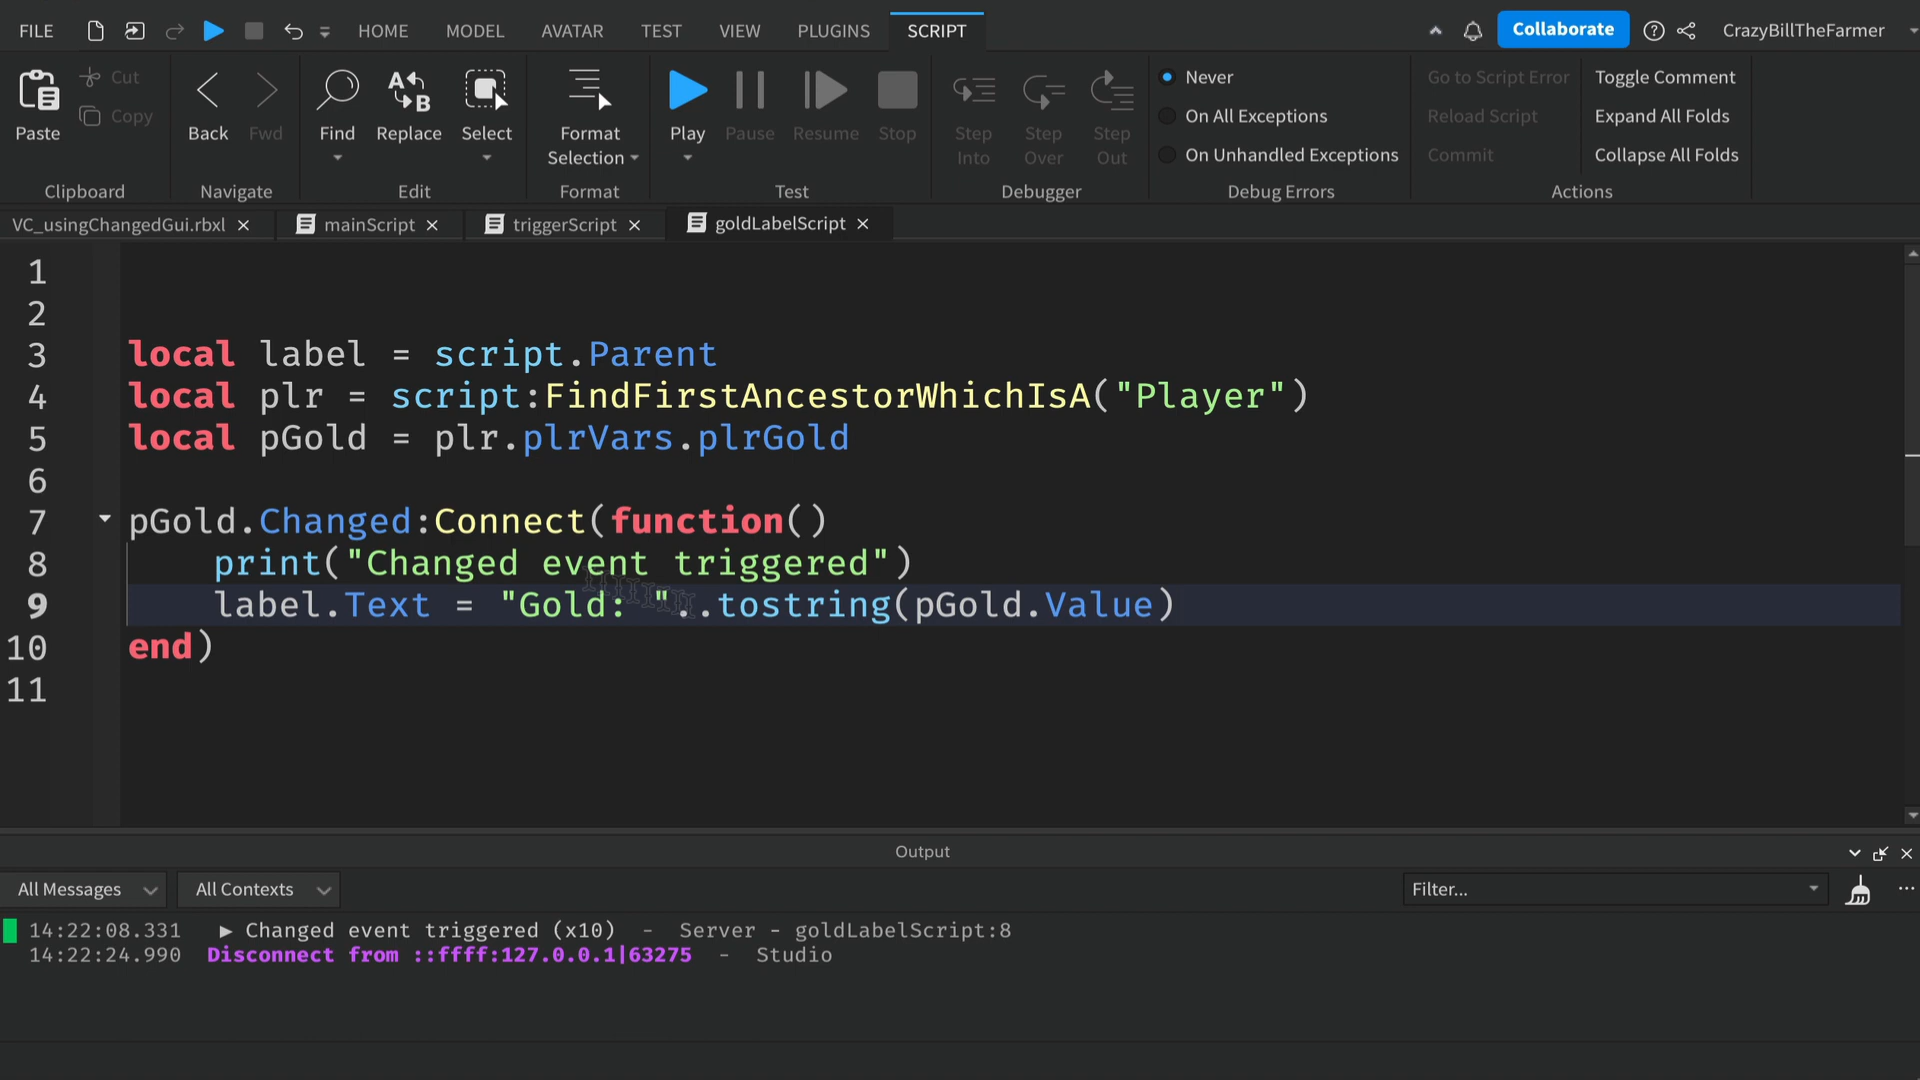 FILE HOME MODEL AVATAR TEST VIEW PLUGINS SCRIPT Collaborate CrazyBillTheFarmer
Paste Cut Copy
Clipboard
Back Fwd
Navigate
Find Replace Select
Edit
Format Selection
Format
Play Pause Resume Stop
Test
Step Into Step Over Step Out
Debugger
Never
On All Exceptions
On Unhandled Exceptions
Debug Errors
Go to Script Error
Reload Script
Commit
Toggle Comment
Expand All Folds
Collapse All Folds
Actions
VC_usingChangedGui.rbxl mainScript triggerScript goldLabelScript
1
2
3 local label = script.Parent
4 local plr = script:FindFirstAncestorWhichIsA("Player")
5 local pGold = plr.plrVars.plrGold
6
7 pGold.Changed:Connect(function()
8 print("Changed event triggered")
9 label.Text = "Gold: "..tostring(pGold.Value)
10 end)
11
Output
All Messages All Contexts Filter...
14:22:08.331 ▶ Changed event triggered (x10) - Server - goldLabelScript:8
14:22:24.990 Disconnect from ::ffff:127.0.0.1|63275 - Studio